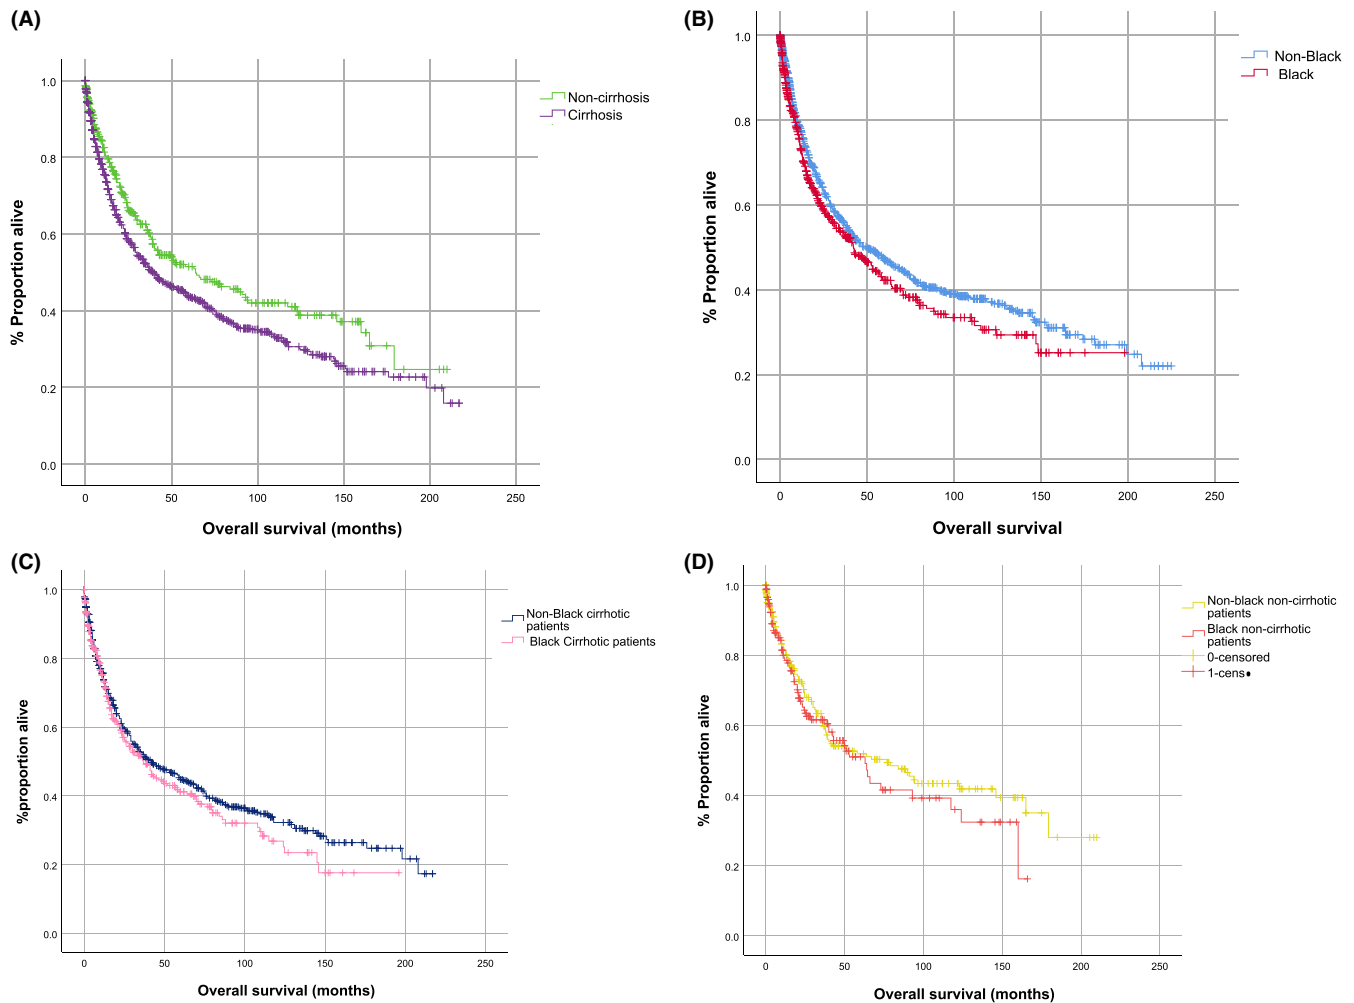 (A)
1.0
0.8
0.6
0.4
0.2
0.0
% Proportion alive
0 50 100 150 200 250
Overall survival (months)
Non-cirrhosis
Cirrhosis
(B)
1.0
0.8
0.6
0.4
0.2
0.0
% Proportion alive
0 50 100 150 200 250
Overall survival
Non-Black
Black
(C)
1.0
0.8
0.6
0.4
0.2
0.0
%proportion alive
0 50 100 150 200 250
Overall survival (months)
Non-Black cirrhotic
patients
Black Cirrhotic patients
(D)
1.0
0.8
0.6
0.4
0.2
0.0
% Proportion alive
0 50 100 150 200 250
Overall survival (months)
Non-black non-cirrhotic
patients
Black non-cirrhotic
patients
0-censored
1-cens